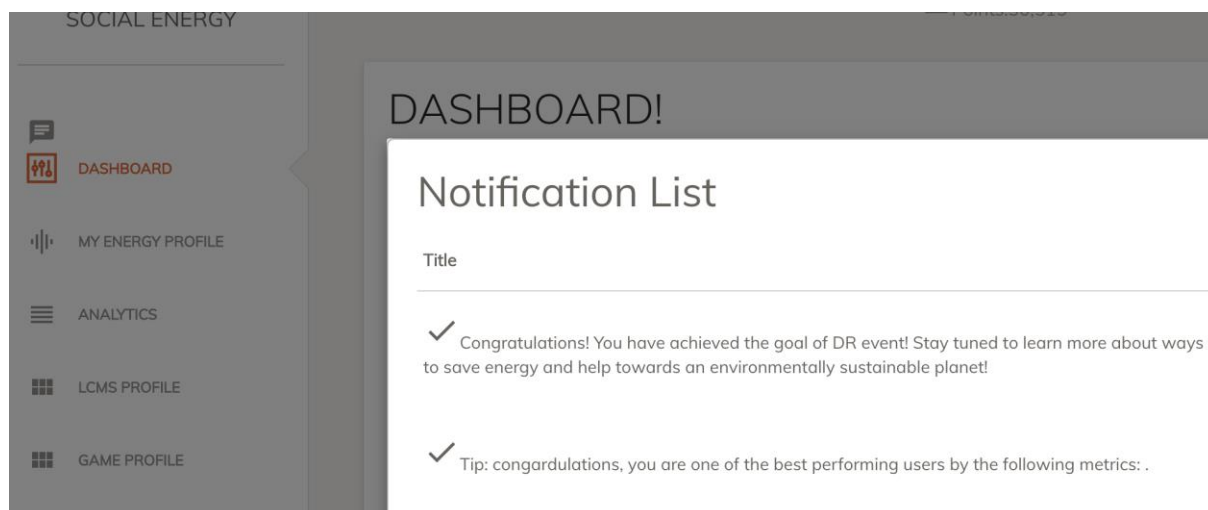 SOCIAL ENERGY
DASHBOARD!
DASHBOARD
MY ENERGY PROFILE
ANALYTICS
LCMS PROFILE
GAME PROFILE
Notification List
Title
Congratulations! You have achieved the goal of DR event! Stay tuned to learn more about ways
to save energy and help towards an environmentally sustainable planet!
Tip: congardulations, you are one of the best performing users by the following metrics: .